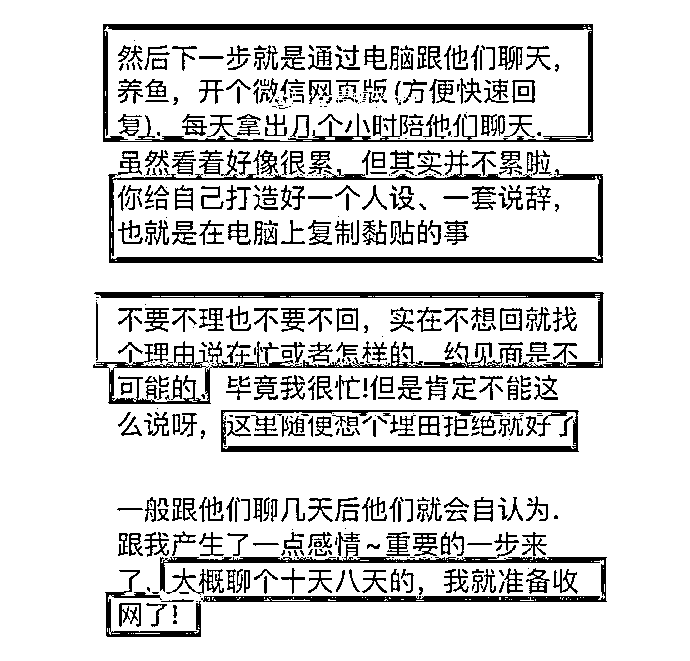 然后下一步就是通过电脑跟他们聊天，
养鱼，开个微信网页版(方便快速回
复)．每天拿出几个小时陪他们聊天．
虽然看着好像很累，但其实并不累啦，
你给自己打造好一个人设、一套说辞，
也就是在电脑上复制黏贴的事
不要不理也不要不回，实在不想回就找
个理由说在忙或者怎样的．约见面是不
可能的，毕竟我很忙!但是肯定不能这
么说呀，这里随便想个理由拒绝就好了
一般跟他们聊几天后他们就会自认为．
跟我产生了一点感情~重要的一步来
了、大概聊个十天八天的，我就准备收
网了!